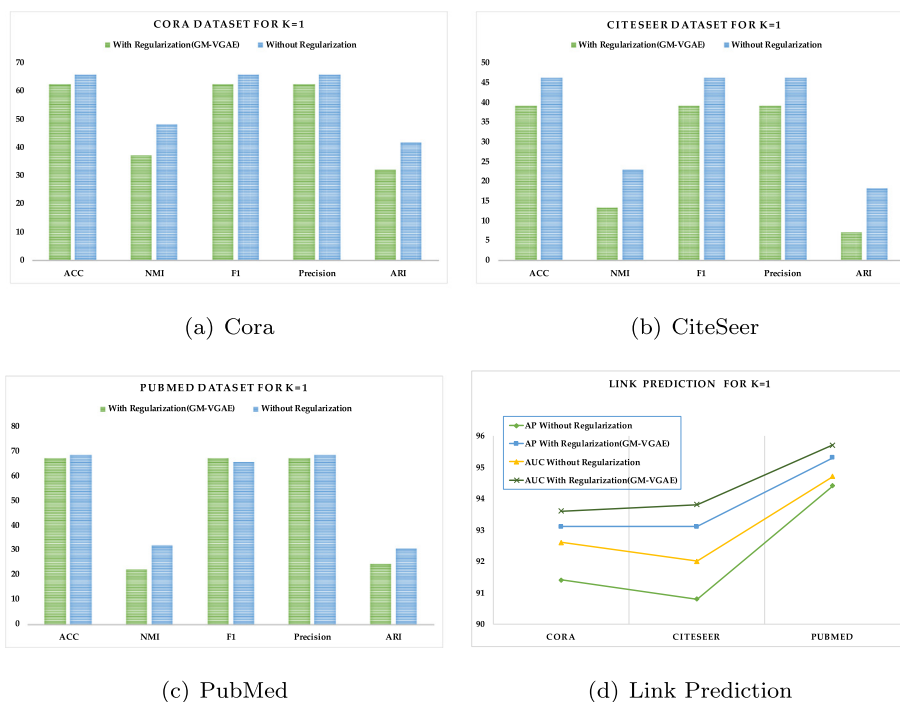 CORA DATASET FOR K=1
With Regularization(GM-VGAE) Without Regularization
70
60
50
40
30
20
10
0
ACC NMI F1 Precision ARI
(a) Cora
CITESEER DATASET FOR K=1
With Regularization(GM-VGAE) Without Regularization
50
45
40
35
30
25
20
15
10
5
0
ACC NMI F1 Precision ARI
(b) CiteSeer
PUBMED DATASET FOR K=1
With Regularization(GM-VGAE) Without Regularization
80
70
60
50
40
30
20
10
0
ACC NMI F1 Precision ARI
(c) PubMed
LINK PREDICTION FOR K=1
AP Without Regularization
AP With Regularization(GM-VGAE)
AUC Without Regularization
AUC With Regularization(GM-VGAE)
96
95
94
93
92
91
90
CORA CITESEER PUBMED
(d) Link Prediction